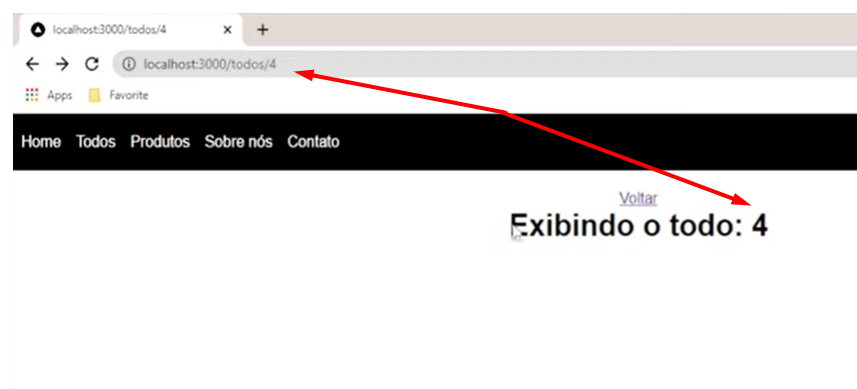 localhost:3000/todos/4
localhost:3000/todos/4
Apps Favorite
Home Todos Produtos Sobre nós Contato
Voltar
Exibindo o todo: 4